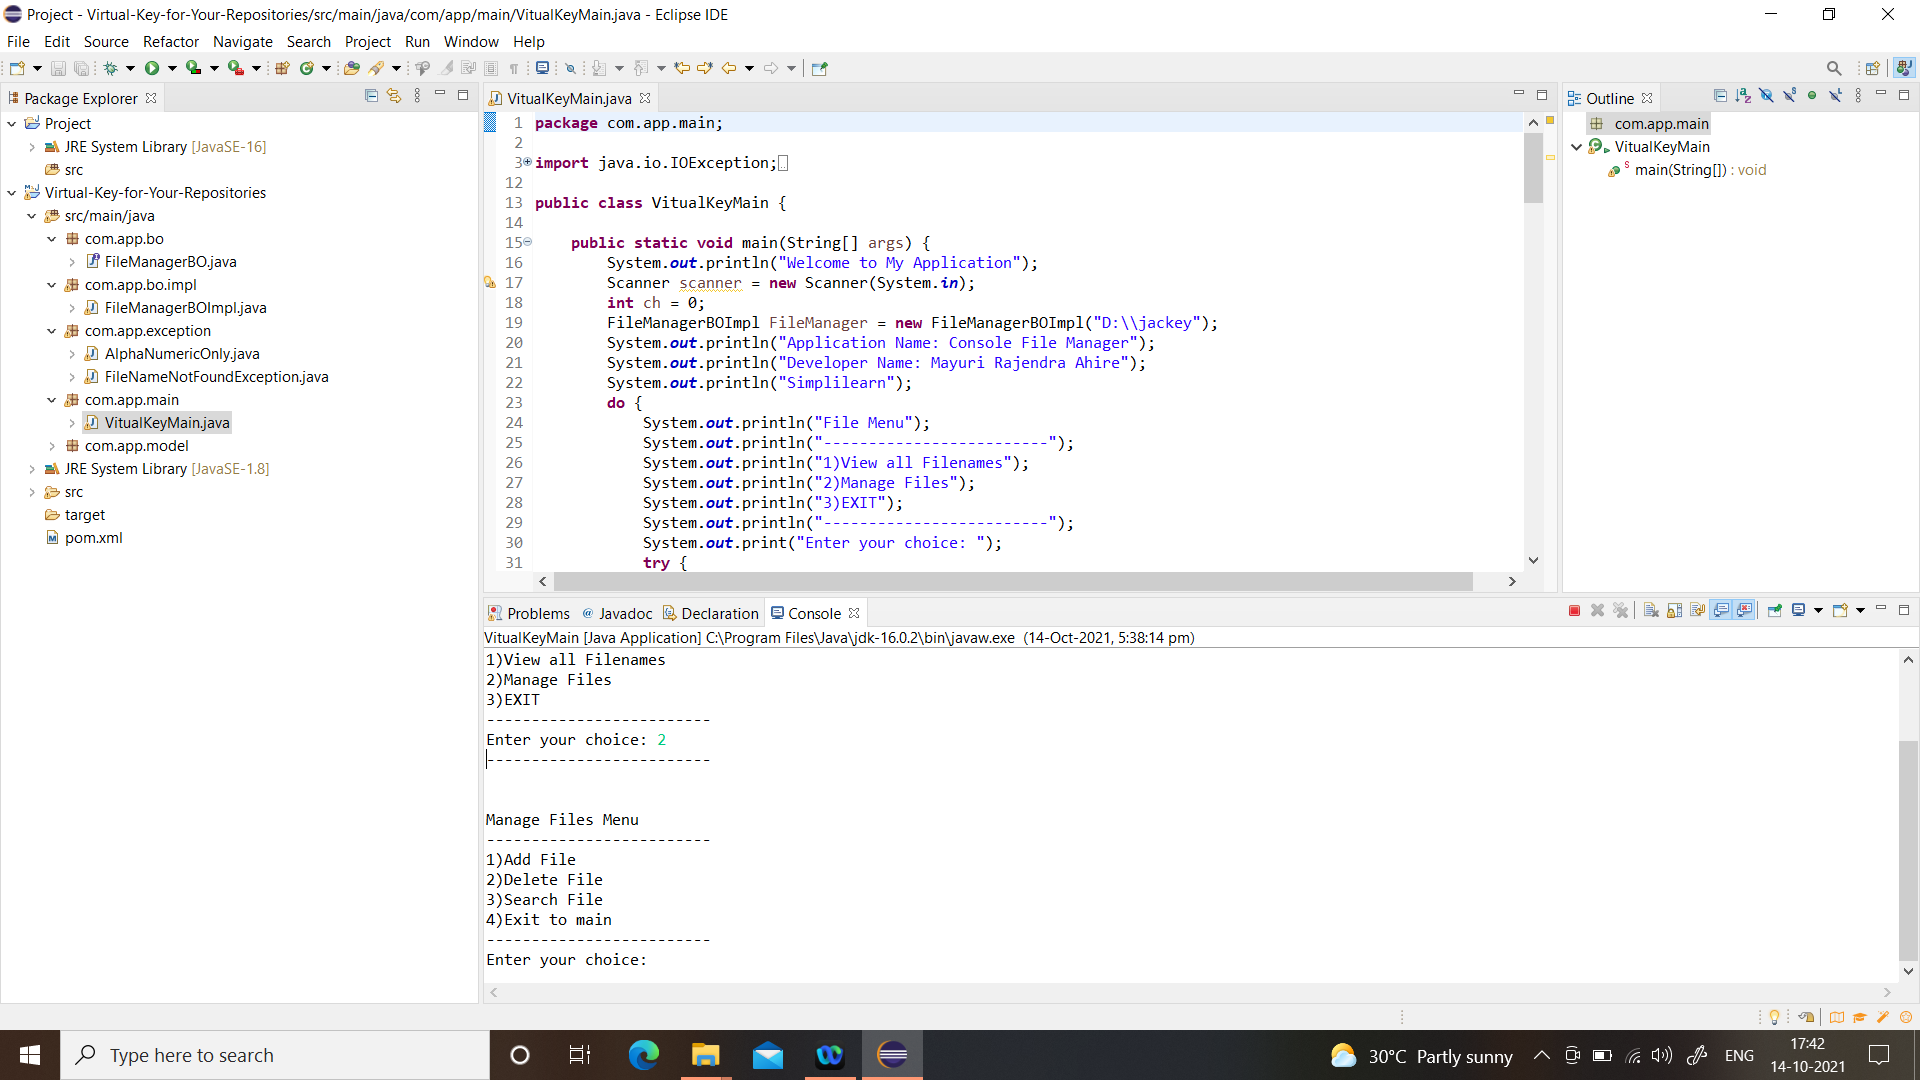 Project - Virtual-Key-for-Your-Repositories/src/main/java/com/app/main/VitualKeyMain.java - Eclipse IDE
File Edit Source Refactor Navigate Search Project Run Window Help
Package Explorer
Project
JRE System Library [JavaSE-16]
src
Virtual-Key-for-Your-Repositories
src/main/java
com.app.bo
FileManagerBO.java
com.app.bo.impl
FileManagerBOImpl.java
com.app.exception
AlphaNumericOnly.java
FileNameNotFoundException.java
com.app.main
VitualKeyMain.java
com.app.model
JRE System Library [JavaSE-1.8]
src
target
pom.xml
VitualKeyMain.java
1 package com.app.main;
2
3 import java.io.IOException;
12
13 public class VitualKeyMain {
14
15 public static void main(String[] args) {
16 System.out.println("Welcome to My Application");
17 Scanner scanner = new Scanner(System.in);
18 int ch = 0;
19 FileManagerBOImpl FileManager = new FileManagerBOImpl("D:\\jackey");
20 System.out.println("Application Name: Console File Manager");
21 System.out.println("Developer Name: Mayuri Rajendra Ahire");
22 System.out.println("Simplilearn");
23 do {
24 System.out.println("File Menu");
25 System.out.println("-------------------------");
26 System.out.println("1)View all Filenames");
27 System.out.println("2)Manage Files");
28 System.out.println("3)EXIT");
29 System.out.println("-------------------------");
30 System.out.print("Enter your choice: ");
31 try {
Outline
com.app.main
VitualKeyMain
main(String[]) : void
Problems @ Javadoc Declaration Console
VitualKeyMain [Java Application] C:\Program Files\Java\jdk-16.0.2\bin\javaw.exe (14-Oct-2021, 5:38:14 pm)
1)View all Filenames
2)Manage Files
3)EXIT
-------------------------
Enter your choice: 2
-------------------------
Manage Files Menu
-------------------------
1)Add File
2)Delete File
3)Search File
4)Exit to main
-------------------------
Enter your choice:
Type here to search
30°C Partly sunny
ENG
17:42
14-10-2021